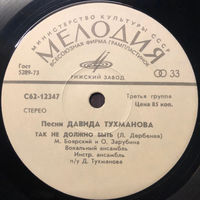 МИНИСТЕРСТВО КУЛЬТУРЫ СССР
МЕЛОДИЯ
ВСЕСОЮЗНАЯ ФИРМА ГРАМПЛАСТИНОК
РИЖСКИЙ ЗАВОД
33
Гост
5289-73
С62-12347
СТЕРЕО
Третья группа
Цена 85 коп.
Песни ДАВИДА ТУХМАНОВА
ТАК НЕ ДОЛЖНО БЫТЬ (Л. Дербенев)
М. Боярский и О. Зарубина
Вокальный ансамбль
Инстр. ансамбль
п/у Д. Тухманова